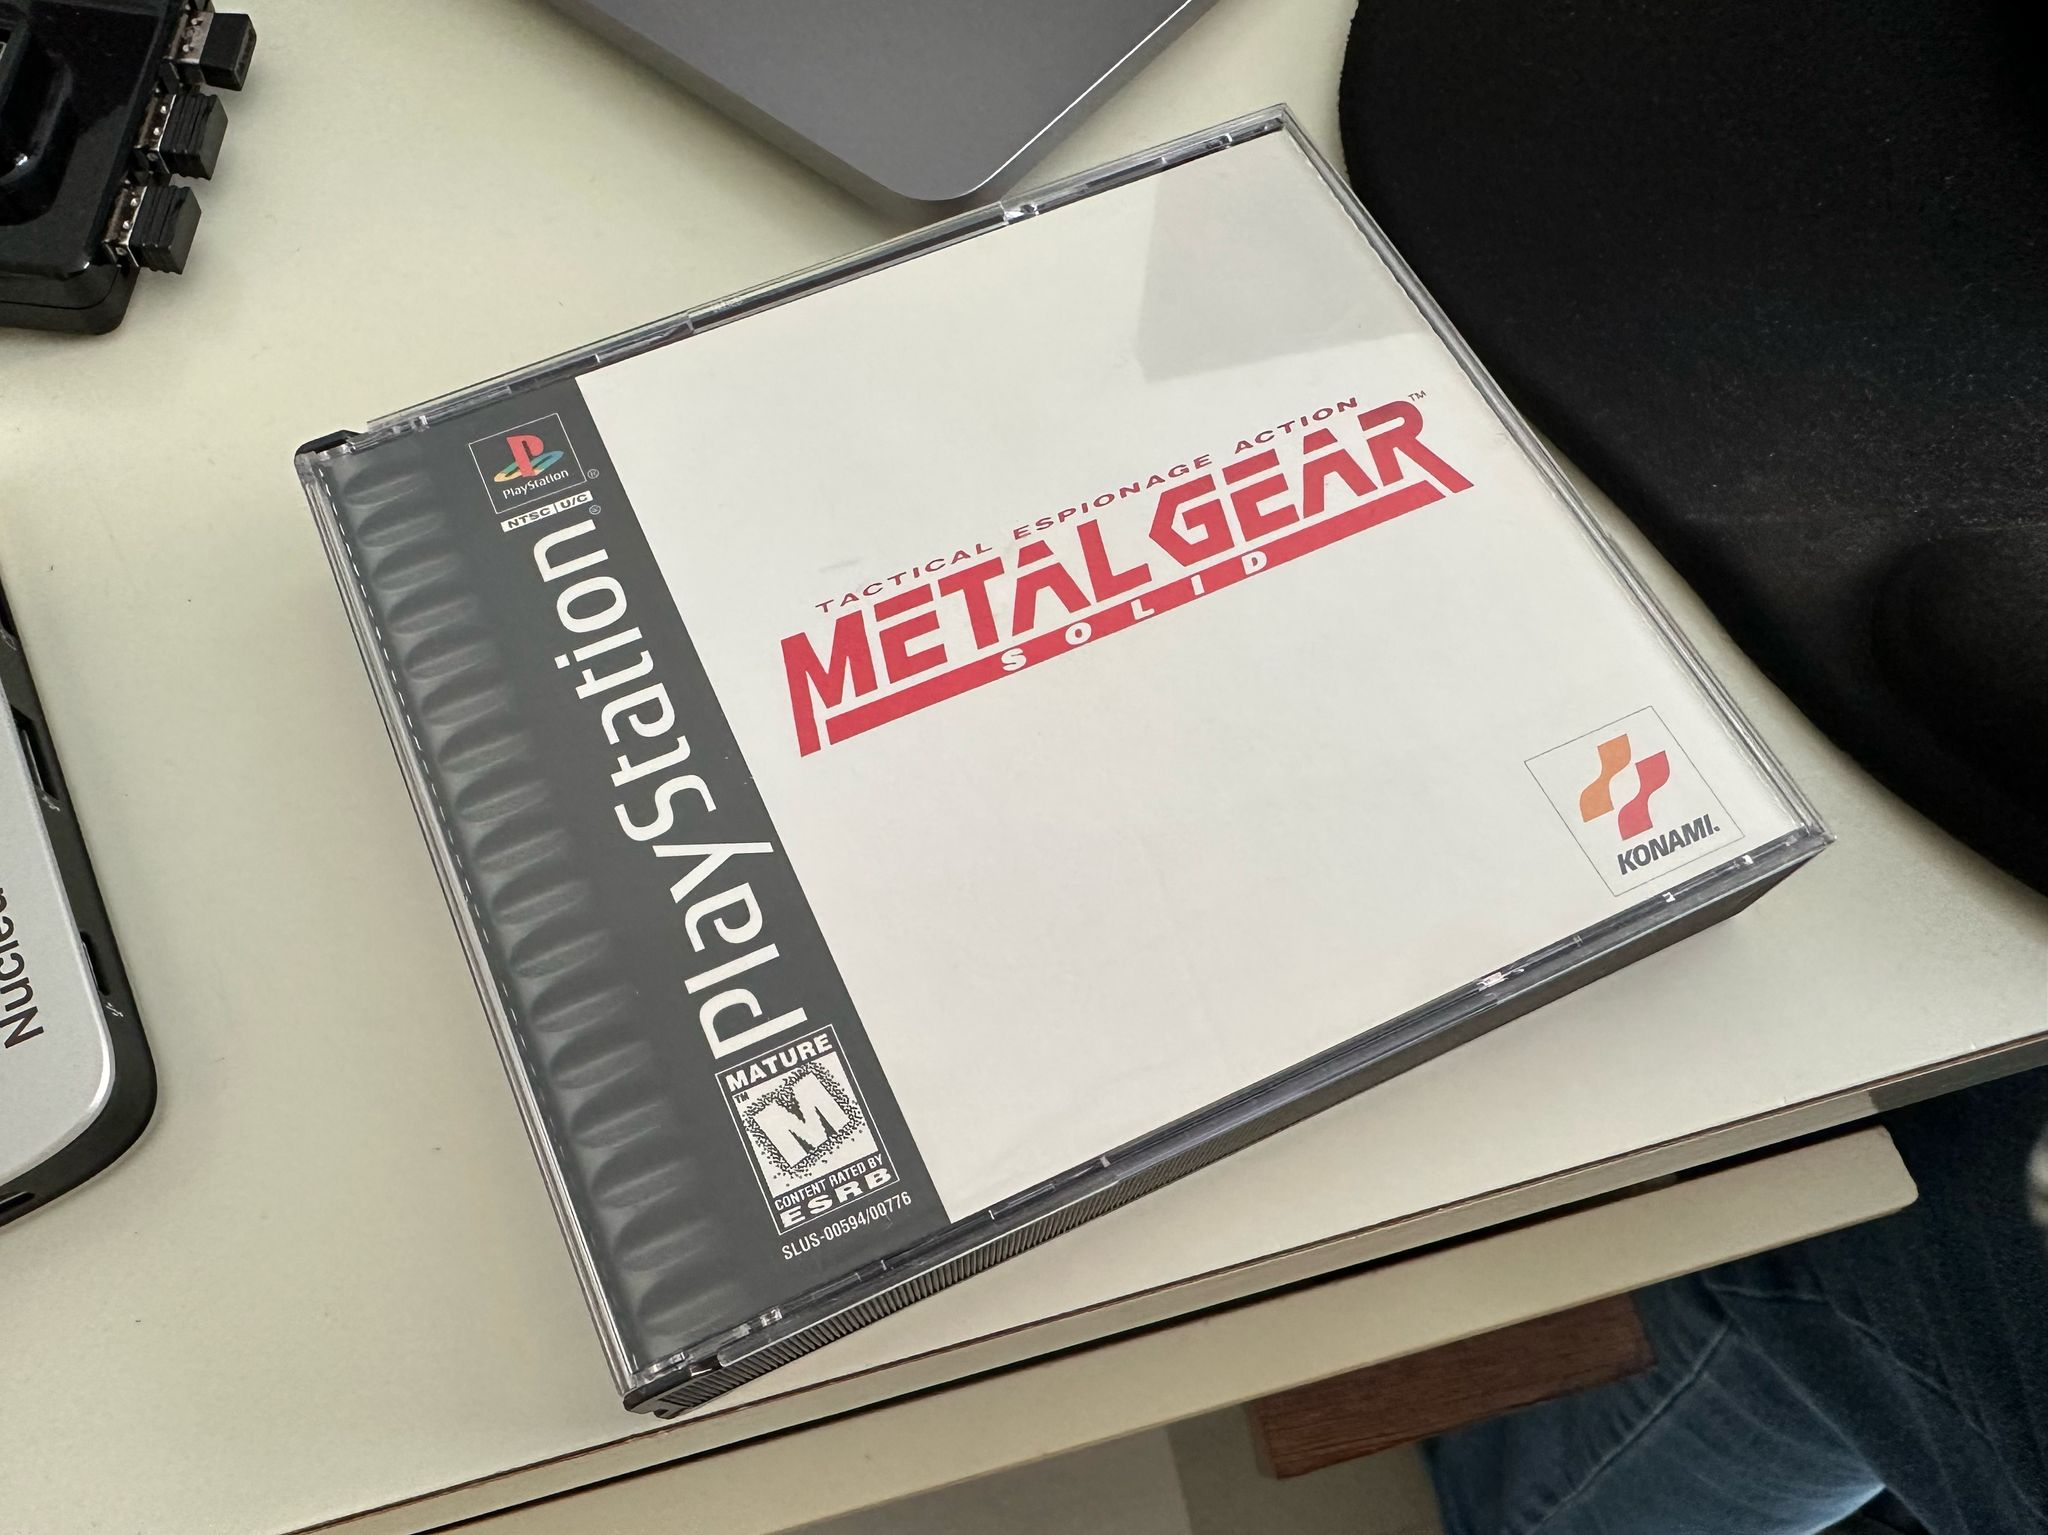 PlayStation
NTSC U/C
PlayStation
MATURE
M
CONTENT RATED BY
ESRB
SLUS-00594/00776
TACTICAL ESPIONAGE ACTION
METAL GEAR
SOLID
KONAMI